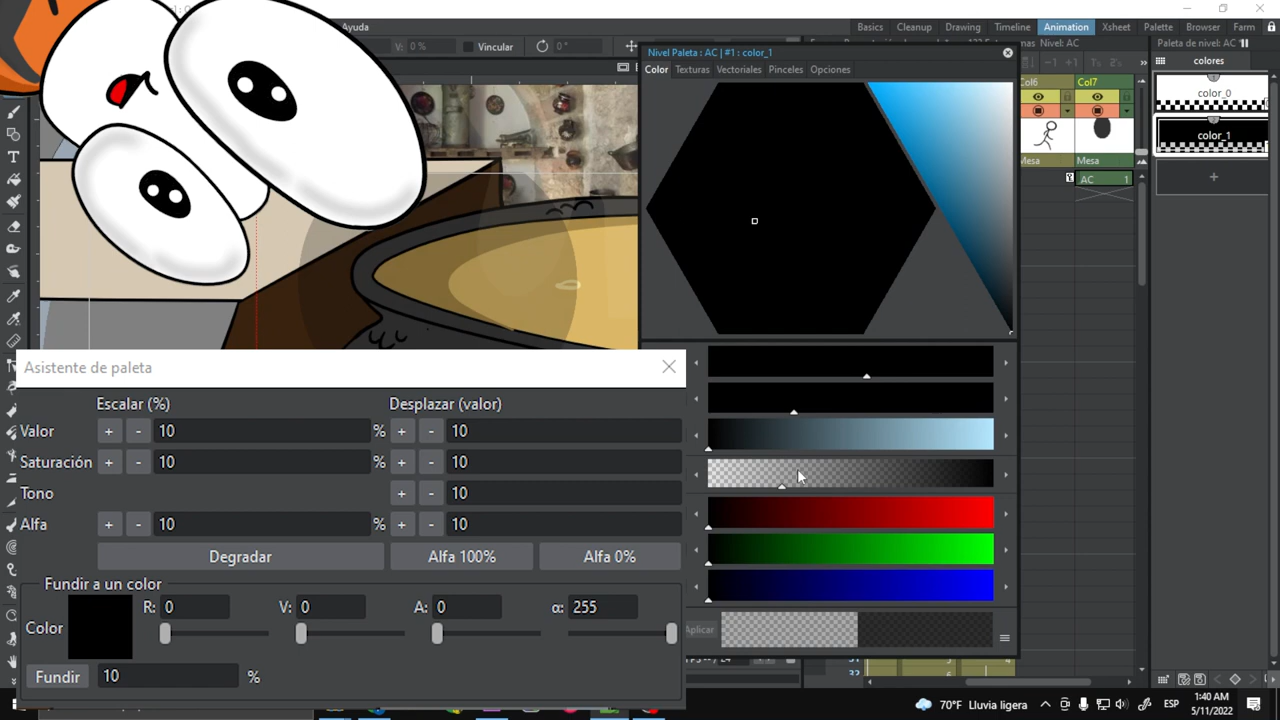 Ayuda
Basics Cleanup Drawing Timeline Animation Xsheet Palette Browser Farm
V: 0 % Vincular 0 °
Nivel Paleta : AC | #1 : color_1
Nivel: AC
Paleta de nivel: AC
Color Texturas Vectoriales Pinceles Opciones
-1 +1
colores
Col6 Col7
color_0
color_1
Mesa Mesa
AC 1
+
Asistente de paleta
Escalar (%) Desplazar (valor)
Valor + - 10 % + - 10
Saturación + - 10 % + - 10
Tono + - 10
Alfa + - 10 % + - 10
Degradar Alfa 100% Alfa 0%
Fundir a un color
R: 0 V: 0 A: 0 α: 255
Color
Aplicar
Fundir 10 %
70°F Lluvia ligera ESP 1:40 AM
5/11/2022